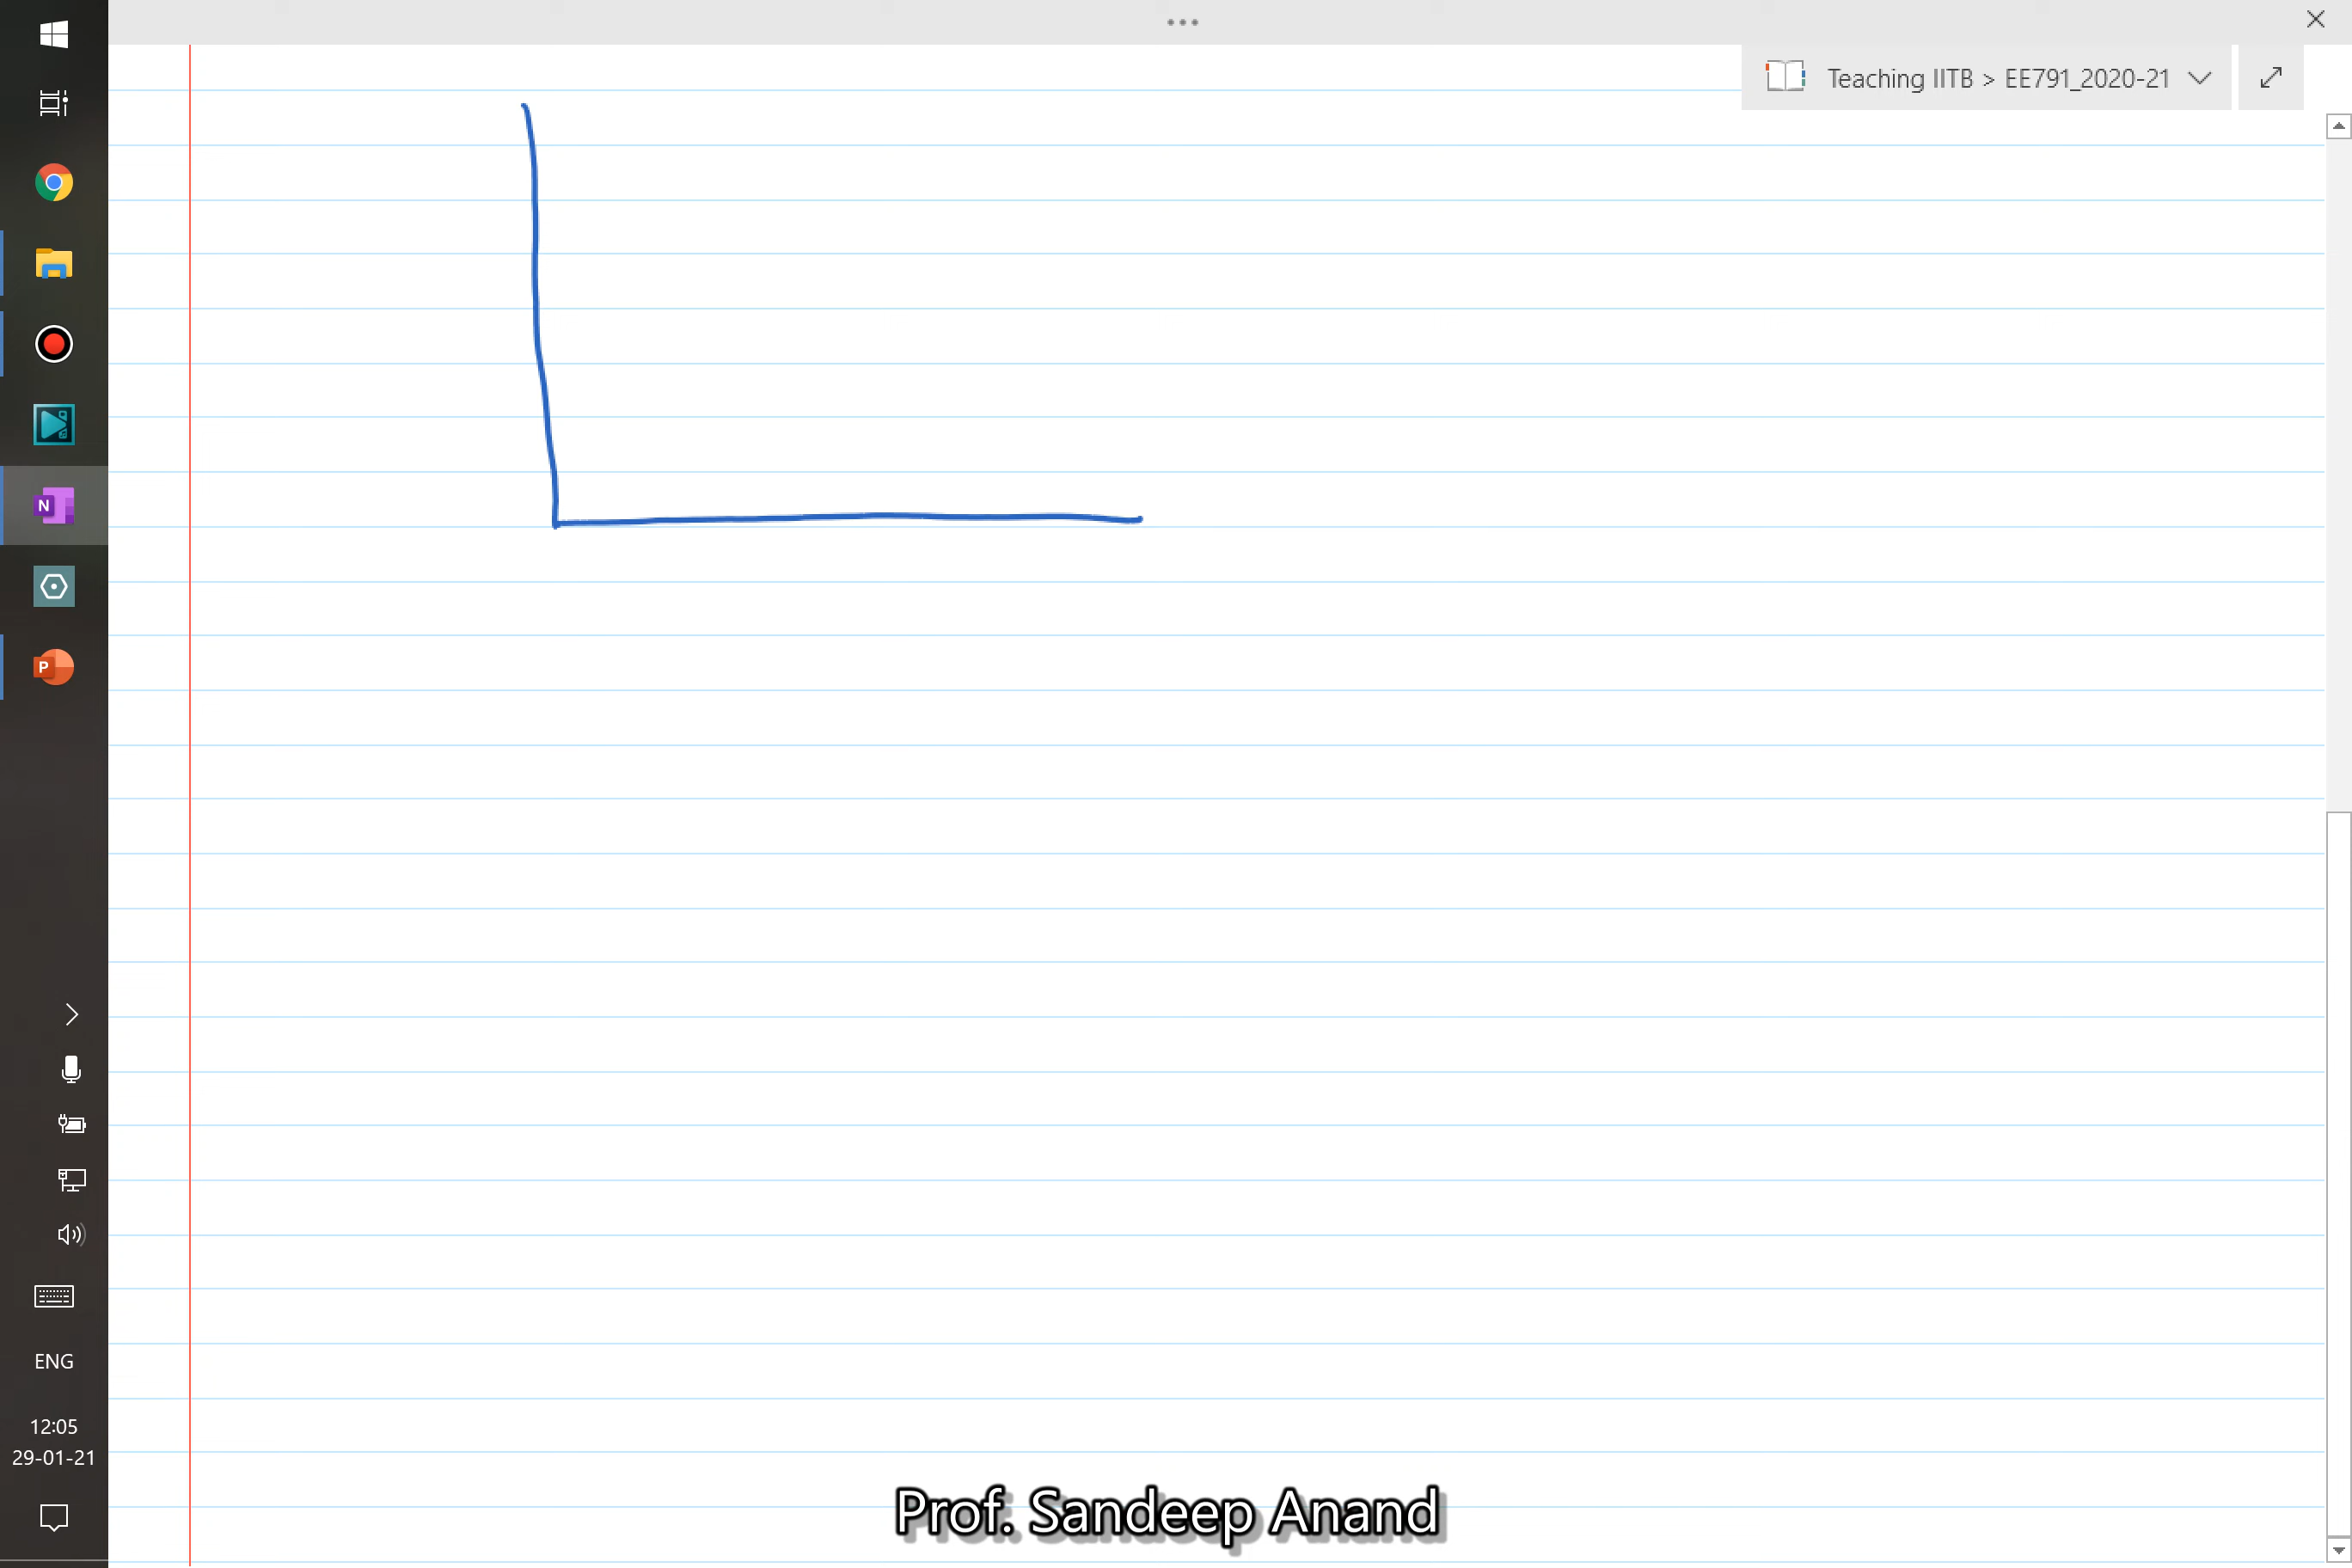 Teaching IITB > EE791_2020-21
N
P
ENG
12:05
29-01-21
Prof. Sandeep Anand